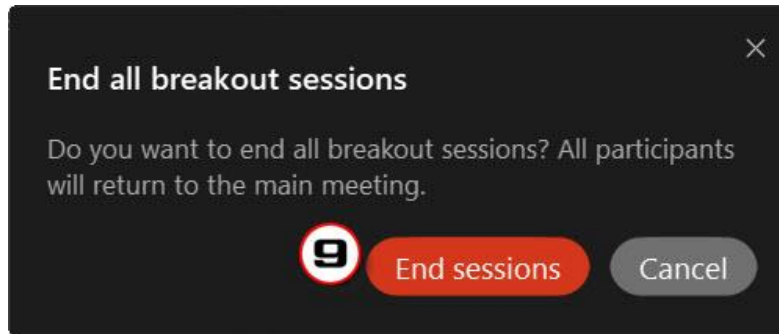 End all breakout sessions
Do you want to end all breakout sessions? All participants
will return to the main meeting.
9 End sessions Cancel